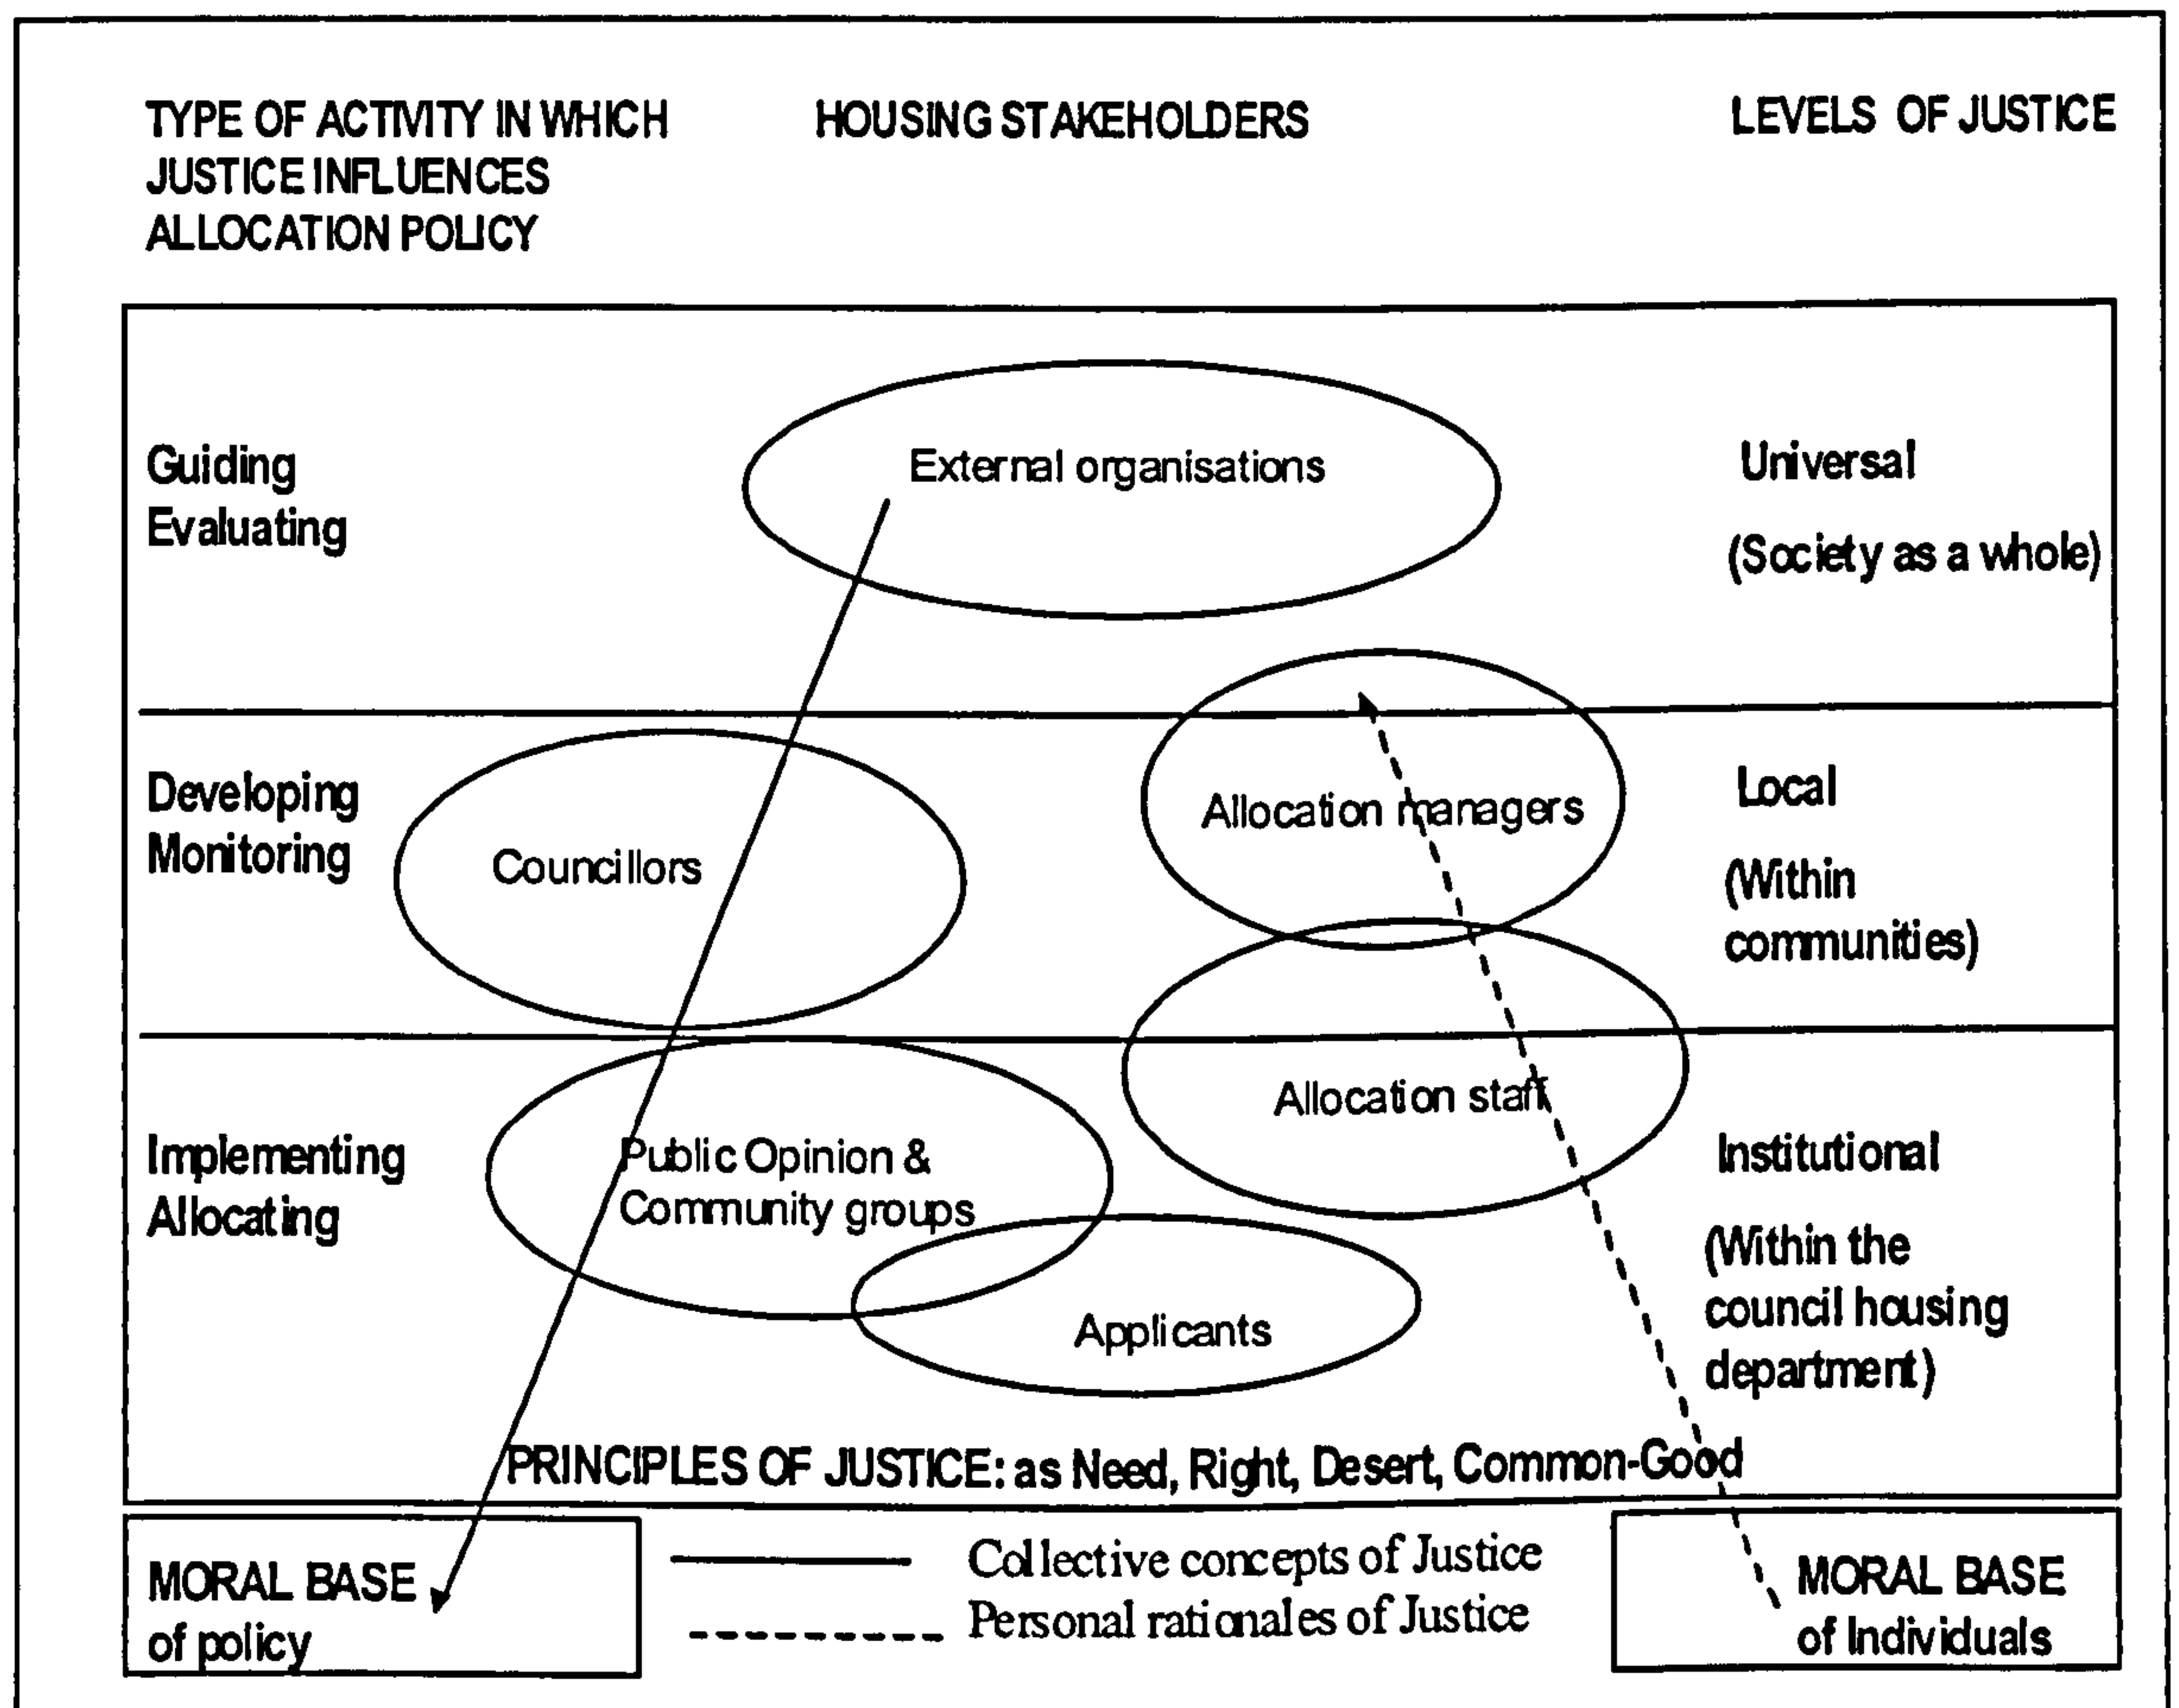 TYPE OF ACTIVITY IN WHICH
JUSTICE INFLUENCES
ALLOCATION POLICY
HOUSING STAKEHOLDERS
LEVELS OF JUSTICE
Guiding
Evaluating
External organisations
Universal
(Society as a whole)
Developing
Monitoring
Councillors
Allocation managers
Local
(Within
communities)
Implementing
Allocating
Public Opinion &
Community groups
Allocation staff
Applicants
Institutional
(Within the
council housing
department)
PRINCIPLES OF JUSTICE: as Need, Right, Desert, Common-Good
MORAL BASE
of policy
Collective concepts of Justice
Personal rationales of Justice
MORAL BASE
of Individuals